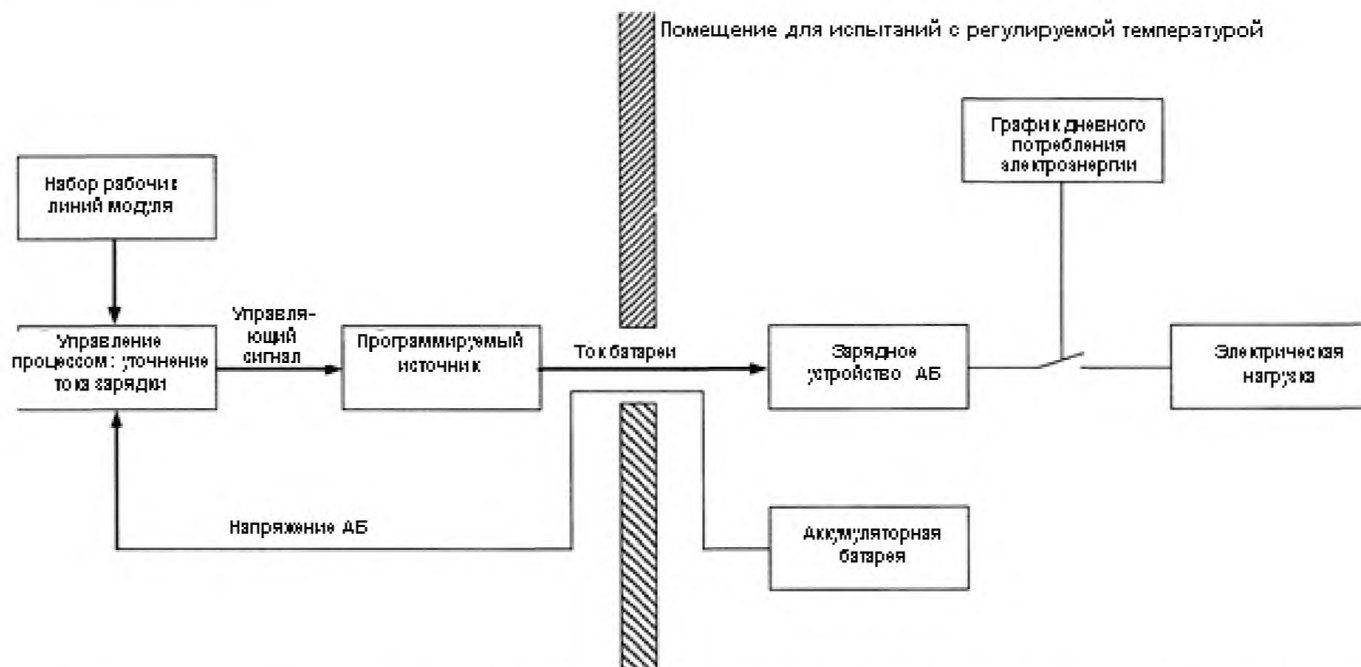 Помещение для испытаний с регулируемой температурой
График дневного
потребления
электроэнергии
Набор рабочих
линий модуля
Управля-
ющий
сигнал
Управление
процессом: уточнение
тока зарядки
Программируемый
источник
Ток батареи
Зарядное
устройство АБ
Электрическая
нагрузка
Напряжение АБ
Аккумуляторная
батарея